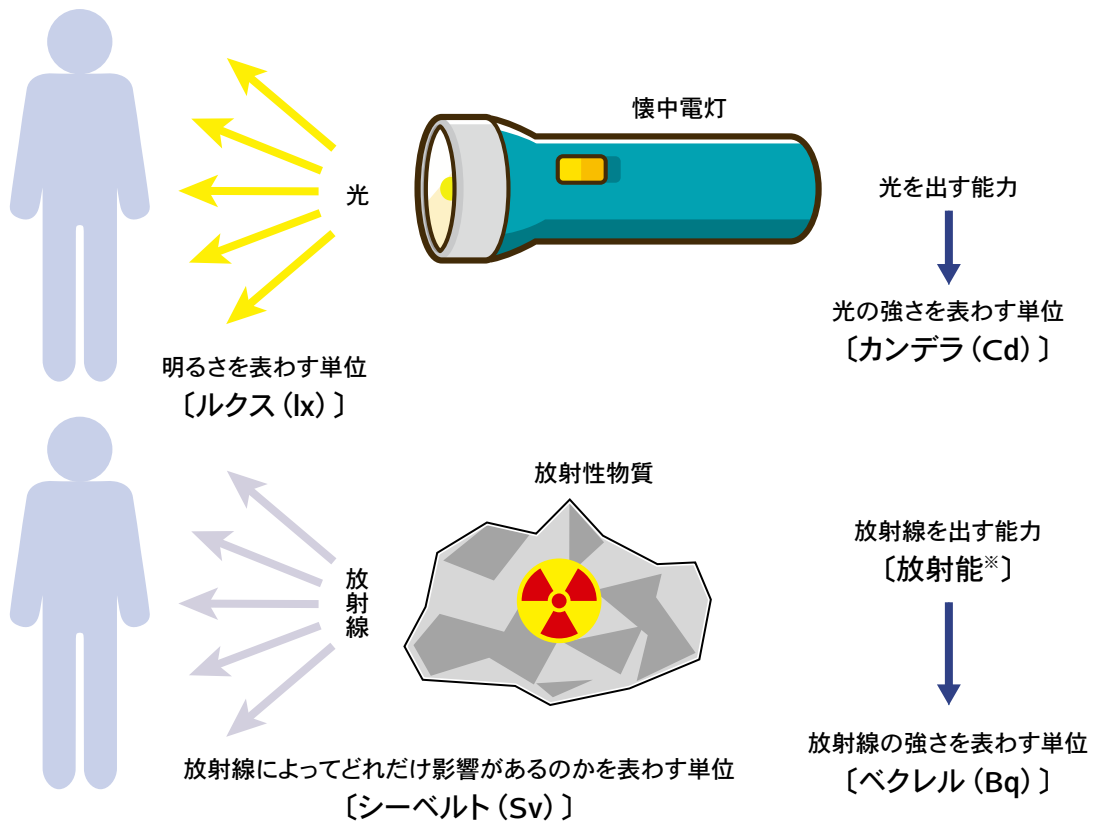 懐中電灯
光
光を出す能力
光の強さを表わす単位
〔カンデラ（Cd）〕
明るさを表わす単位
〔ルクス（lx）〕
放射性物質
放射線
放射線を出す能力
〔放射能※〕
放射線の強さを表わす単位
〔ベクレル（Bq）〕
放射線によってどれだけ影響があるのかを表わす単位
〔シーベルト（Sv）〕